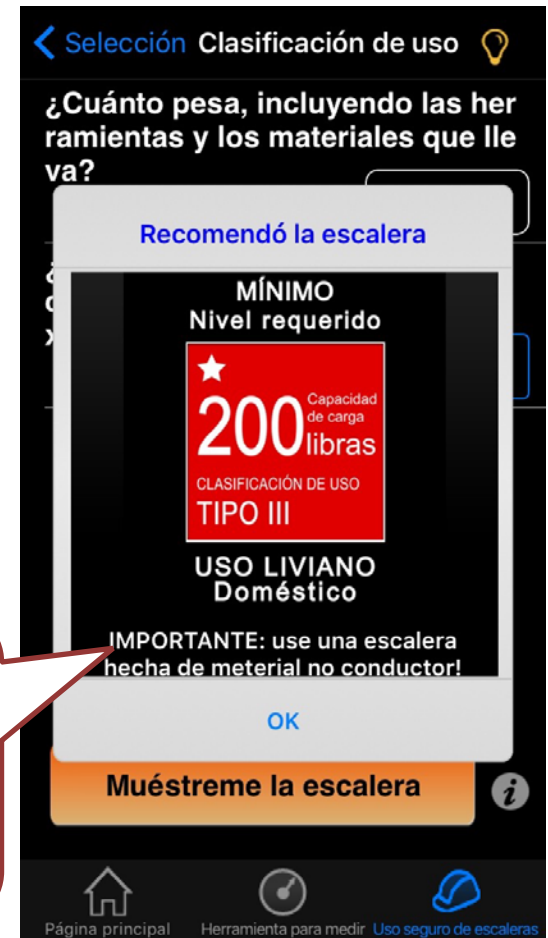 Selección Clasificación de uso
¿Cuánto pesa, incluyendo las her
ramientas y los materiales que lle
va?
Recomendó la escalera
MÍNIMO
Nivel requerido
200 Capacidad de carga libras
CLASIFICACIÓN DE USO
TIPO III
USO LIVIANO
Doméstico
IMPORTANTE: use una escalera
hecha de meterial no conductor!
OK
Muéstreme la escalera
Página principal Herramienta para medir Uso seguro de escaleras